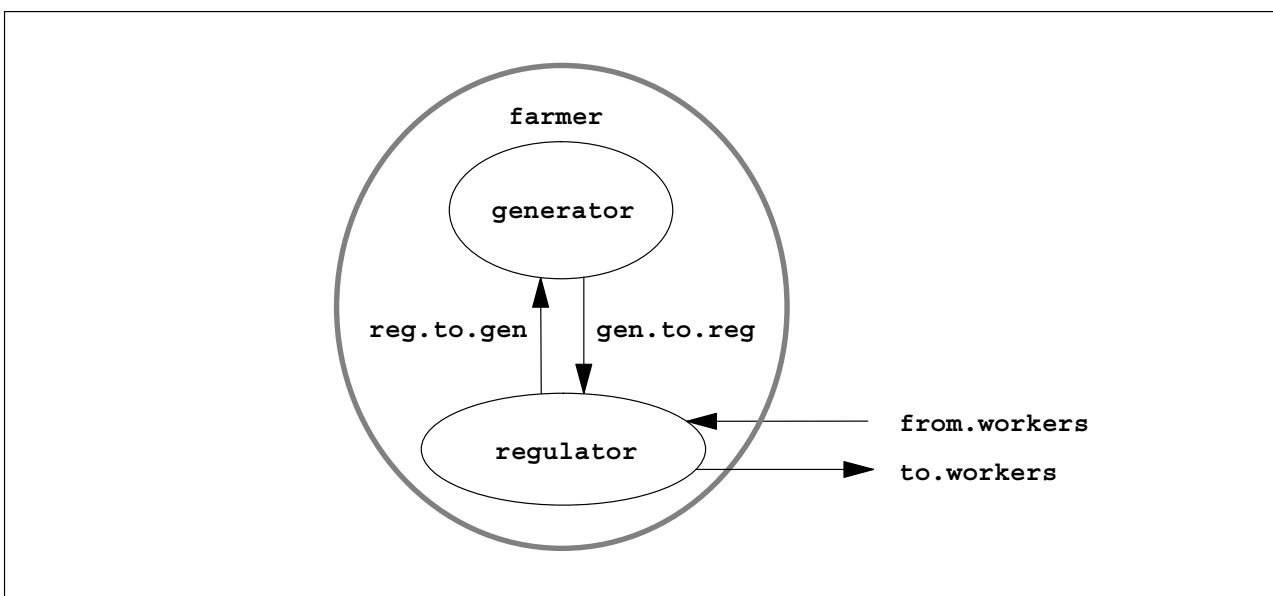 farmer
generator
reg.to.gen
gen.to.reg
from.workers
regulator
to.workers